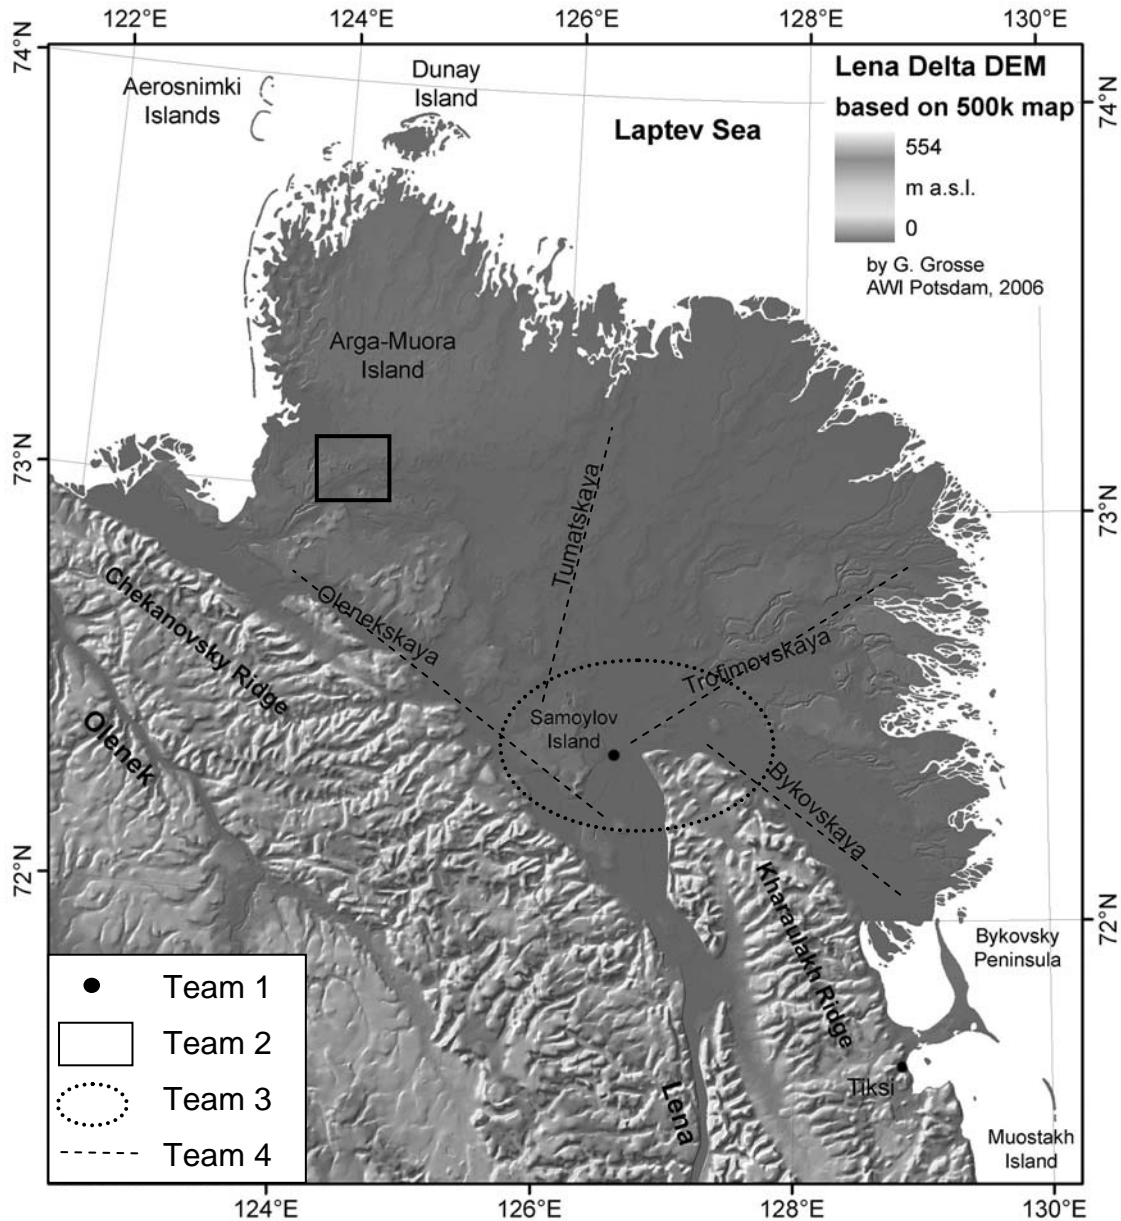 122°E
124°E
126°E
128°E
130°E
74°N
74°N
Aerosnimki
Islands
Dunay
Island
Laptev Sea
Lena Delta DEM
based on 500k map
554
m a.s.l.
0
by G. Grosse
AWI Potsdam, 2006
Arga-Muora
Island
73°N
73°N
Tumatskaya
Olenekskaya
Chekanovsky Ridge
Trofimovskaya
Samoylov
Island
Olenek
Bykovskaya
72°N
72°N
Kharaulakh Ridge
Bykovsky
Peninsula
Team 1
Team 2
Team 3
Team 4
Tiksi
Lena
Muostakh
Island
124°E
126°E
128°E
130°E